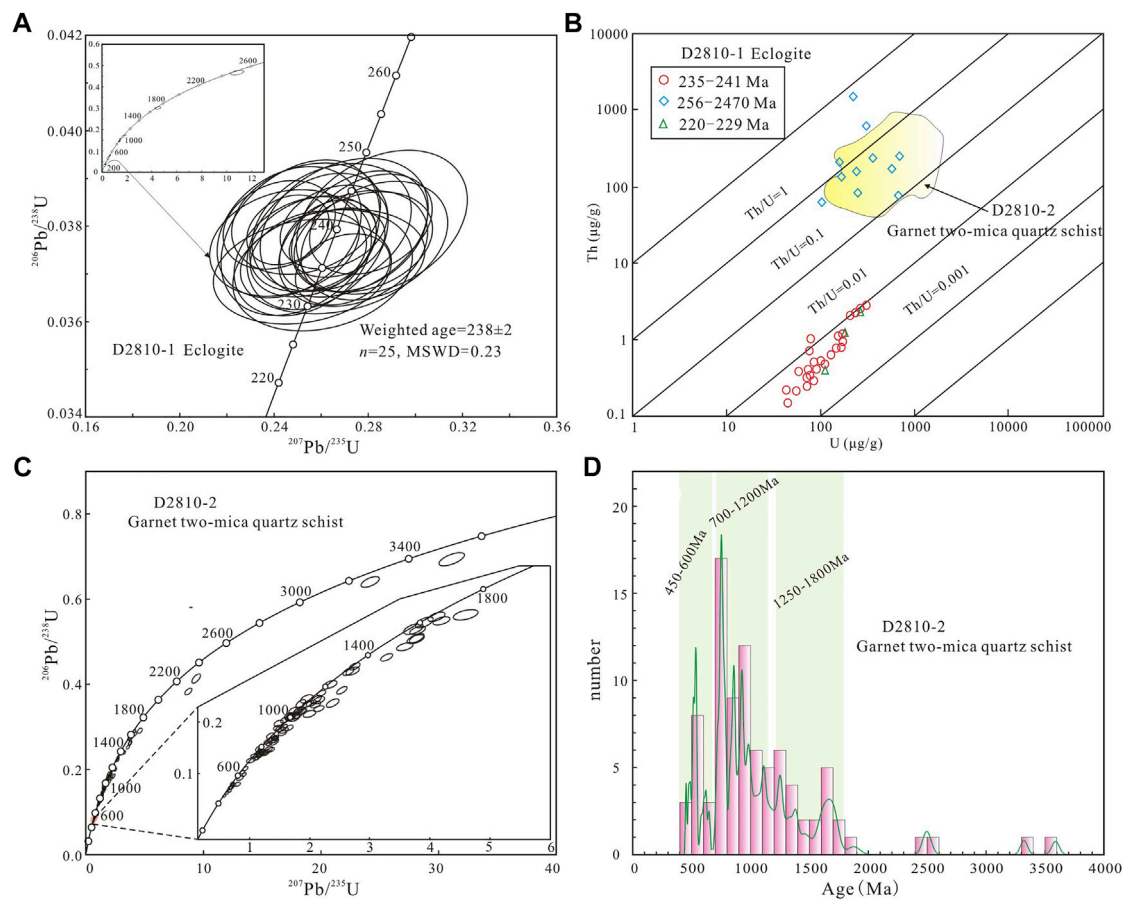 A
0.042
0.040
0.038
0.036
0.034
0.16
0.20
0.24
0.28
0.32
0.36
206Pb/238U
207Pb/235U
0.6
0.5
0.4
0.3
0.2
0.1
0
0
2
4
6
8
10
12
200
600
1000
1400
1800
2200
2600
260
250
240
230
220
D2810-1 Eclogite
Weighted age=238±2
n=25, MSWD=0.23
B
10000
1000
100
10
1
0.1
1
10
100
1000
10000
100000
Th (μg/g)
U (μg/g)
D2810-1 Eclogite
235-241 Ma
256-2470 Ma
220-229 Ma
Th/U=1
Th/U=0.1
Th/U=0.01
Th/U=0.001
D2810-2
Garnet two-mica quartz schist
C
D2810-2
Garnet two-mica quartz schist
0.8
0.6
0.4
0.2
0.0
0
10
20
30
40
206Pb/238U
207Pb/235U
600
1000
1400
1800
2200
2600
3000
3400
0.2
0.1
1
2
3
4
5
6
600
1000
1400
1800
D
20
15
10
5
0
0
500
1000
1500
2000
2500
3000
3500
4000
number
Age(Ma)
450-600Ma
700-1200Ma
1250-1800Ma
D2810-2
Garnet two-mica quartz schist